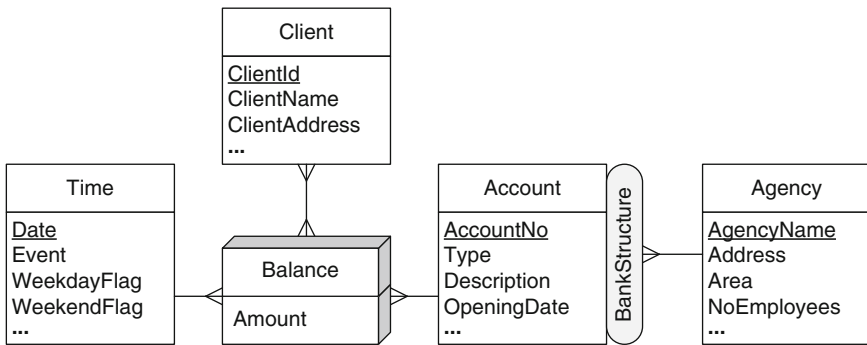 Client
ClientId
ClientName
ClientAddress
...
Time
Date
Event
WeekdayFlag
WeekendFlag
...
Balance
Amount
Account
AccountNo
Type
Description
OpeningDate
...
BankStructure
Agency
AgencyName
Address
Area
NoEmployees
...